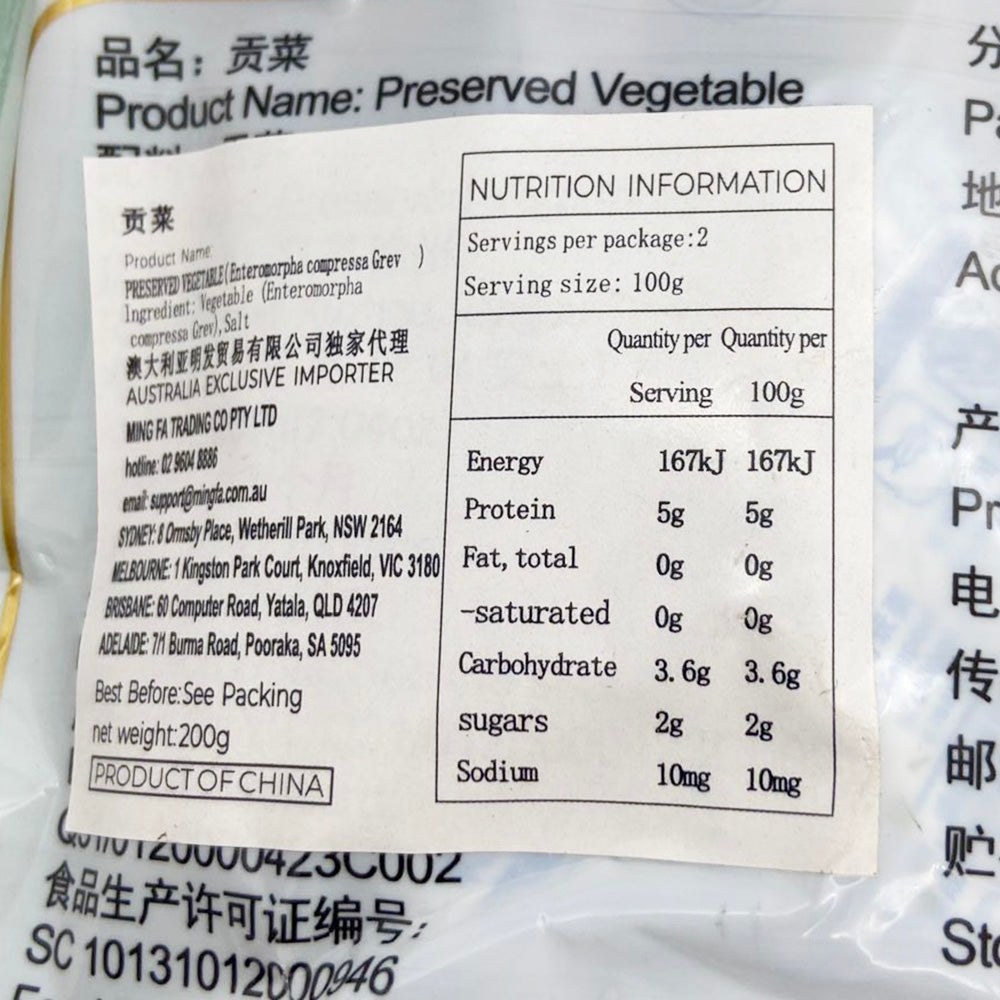 品名：贡菜
Product Name: Preserved Vegetable
贡菜
Product Name:
PRESERVED VEGETABLE (Enteromorpha compressa Grev )
Ingredient: Vegetable (Enteromorpha
compressa Grev), Salt
澳大利亚明发贸易有限公司独家代理
AUSTRALIA EXCLUSIVE IMPORTER
MING FA TRADING CO PTY LTD
hotline: 02 9604 8886
email: support@mingfa.com.au
SYDNEY: 8 Ormsby Place, Wetherill Park, NSW 2164
MELBOURNE: 1 Kingston Park Court, Knoxfield, VIC 3180
BRISBANE: 60 Computer Road, Yatala, QLD 4207
ADELAIDE: 7/1 Burma Road, Pooraka, SA 5095
Best Before:See Packing
net weight:200g
PRODUCT OF CHINA
NUTRITION INFORMATION
Servings per package:2
Serving size: 100g
Quantity per Quantity per
Serving 100g
Energy 167kJ 167kJ
Protein 5g 5g
Fat, total 0g 0g
-saturated 0g 0g
Carbohydrate 3.6g 3.6g
sugars 2g 2g
Sodium 10mg 10mg
食品生产许可证编号:
SC 10131012000946
分
地
产
Pr
电
传
邮
贮